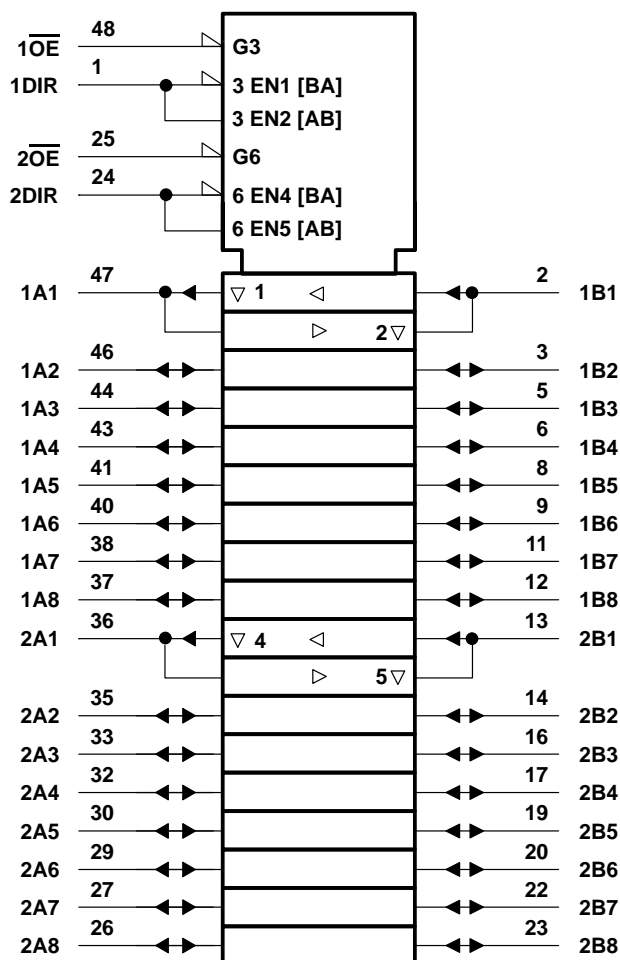 1O̅E̅ 48 G3
1DIR 1 3 EN1 [BA]
3 EN2 [AB]
2O̅E̅ 25 G6
2DIR 24 6 EN4 [BA]
6 EN5 [AB]
1A1 47 ▽ 1 ◁ 2 1B1
▷ 2 ▽
1A2 46 3 1B2
1A3 44 5 1B3
1A4 43 6 1B4
1A5 41 8 1B5
1A6 40 9 1B6
1A7 38 11 1B7
1A8 37 12 1B8
2A1 36 ▽ 4 ◁ 13 2B1
▷ 5 ▽
2A2 35 14 2B2
2A3 33 16 2B3
2A4 32 17 2B4
2A5 30 19 2B5
2A6 29 20 2B6
2A7 27 22 2B7
2A8 26 23 2B8